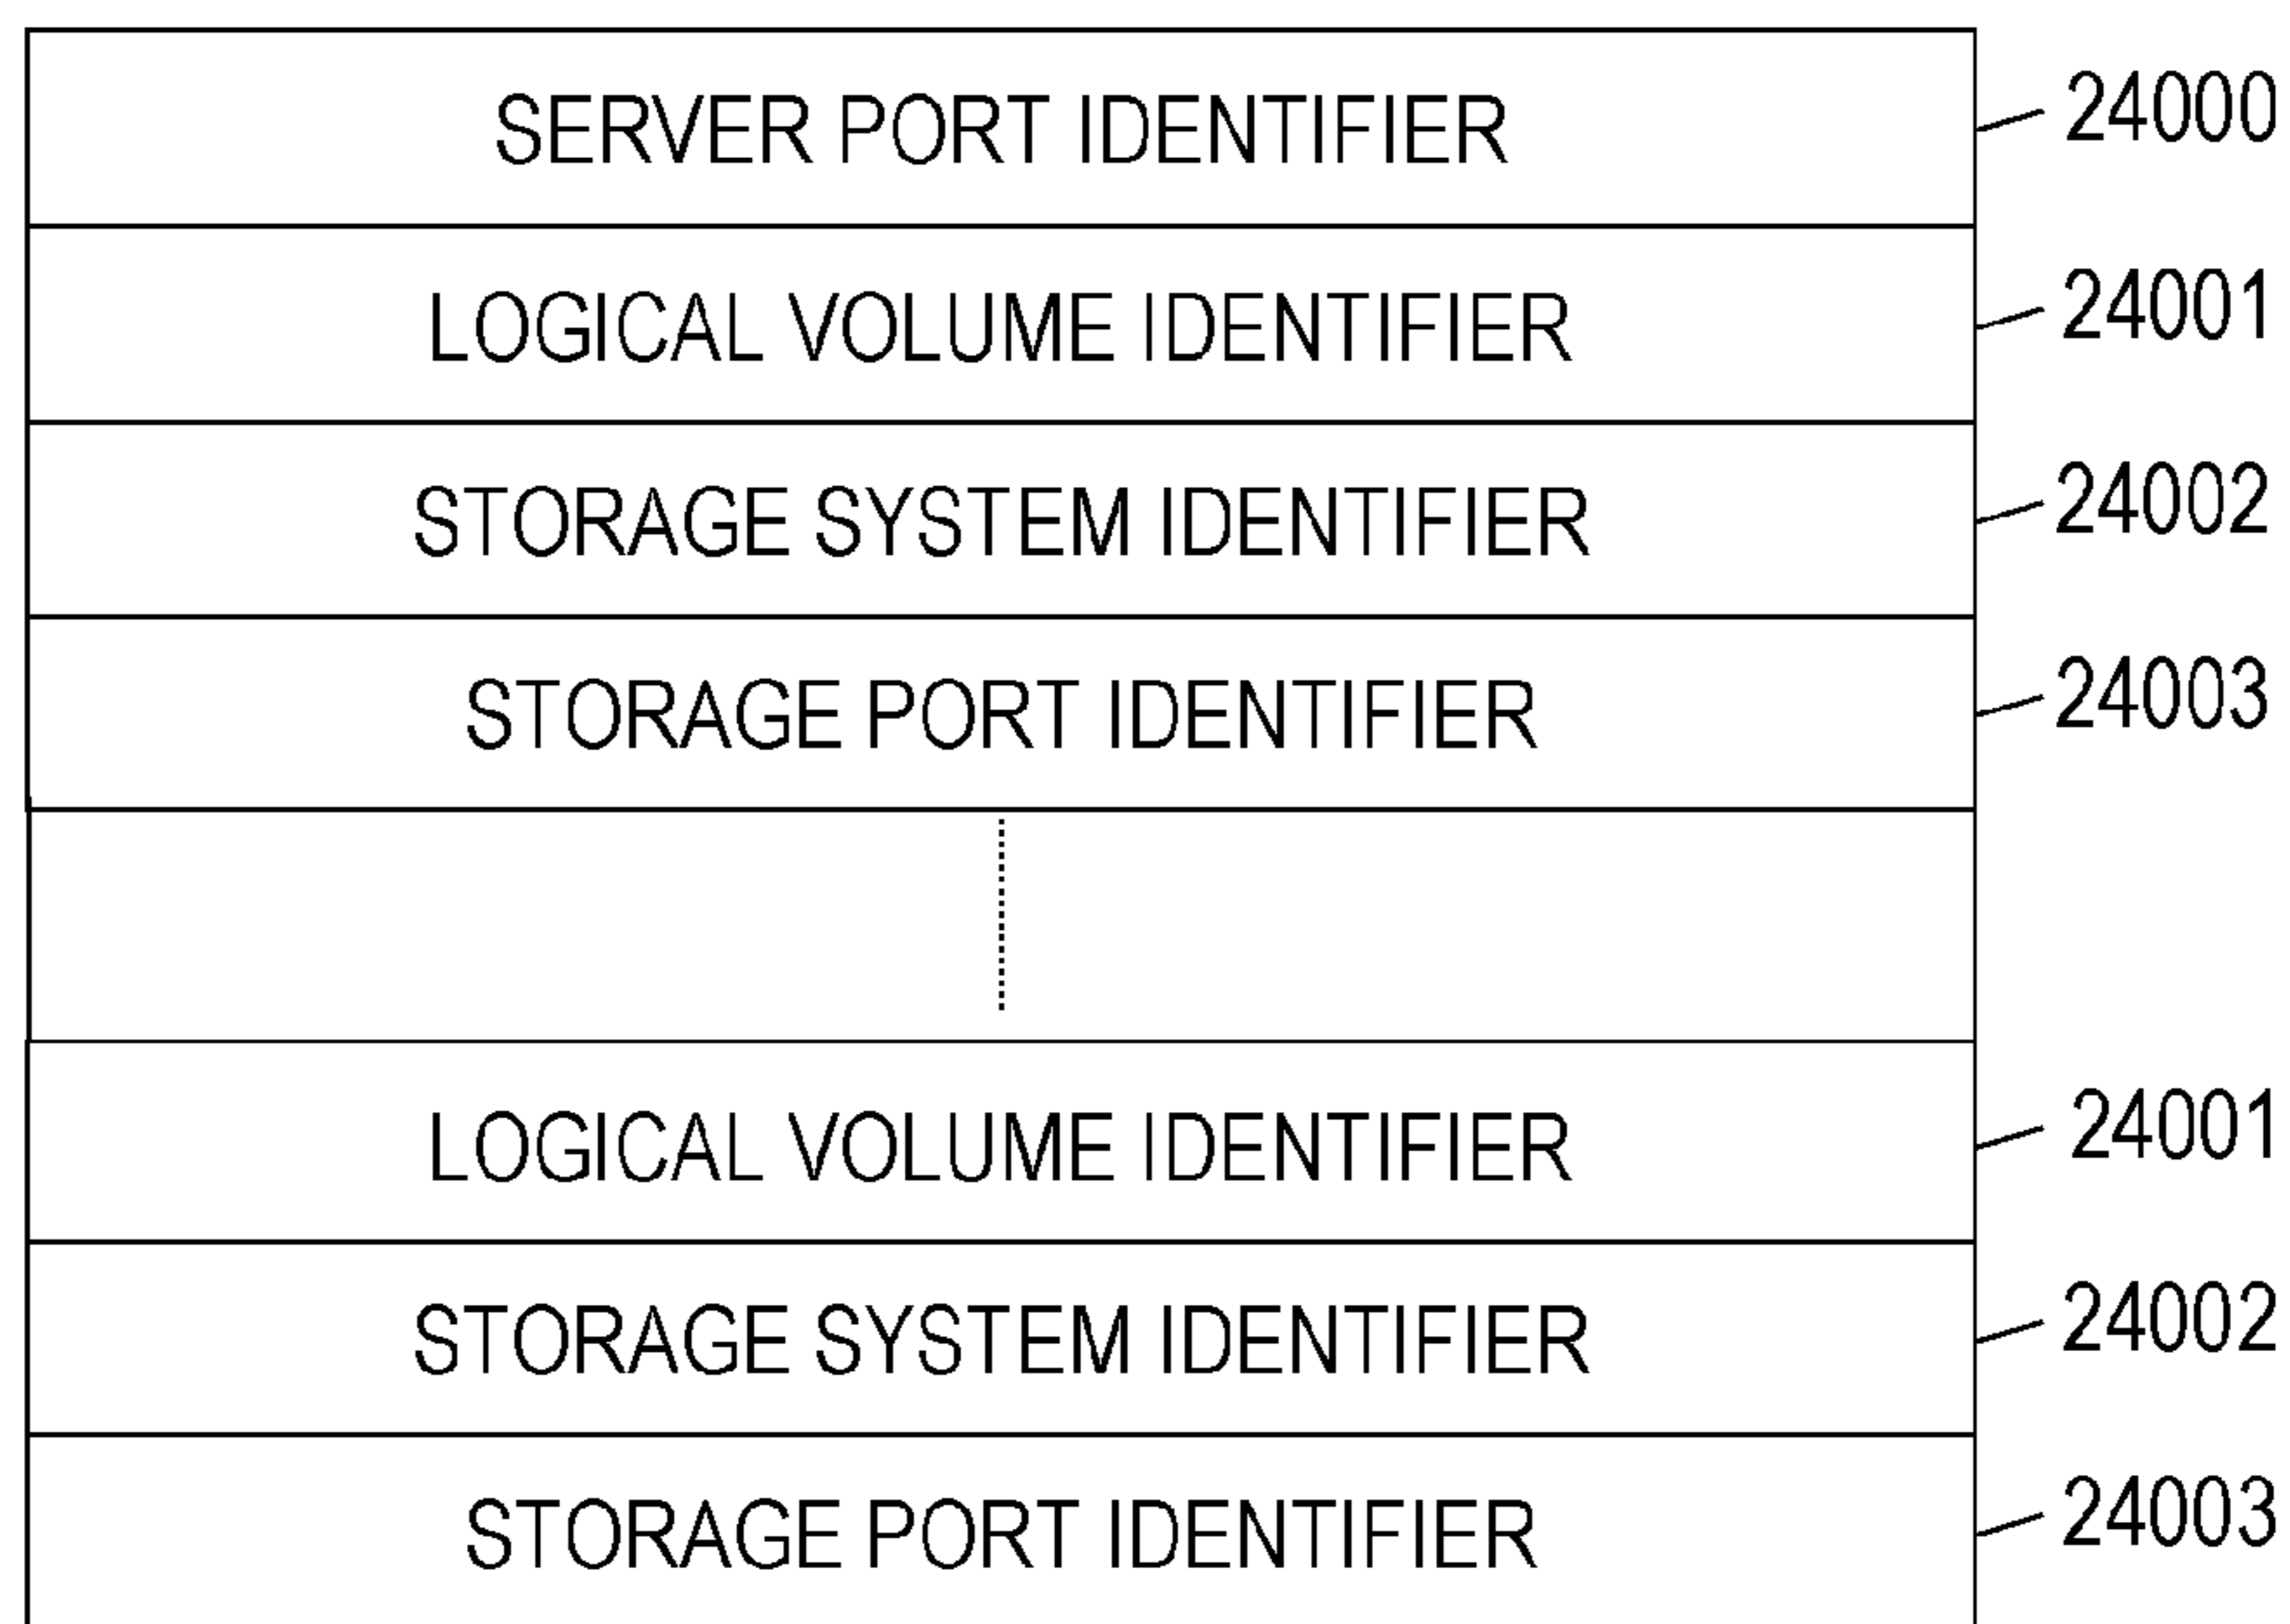 SERVER PORT IDENTIFIER 24000
LOGICAL VOLUME IDENTIFIER 24001
STORAGE SYSTEM IDENTIFIER 24002
STORAGE PORT IDENTIFIER 24003
LOGICAL VOLUME IDENTIFIER 24001
STORAGE SYSTEM IDENTIFIER 24002
STORAGE PORT IDENTIFIER 24003